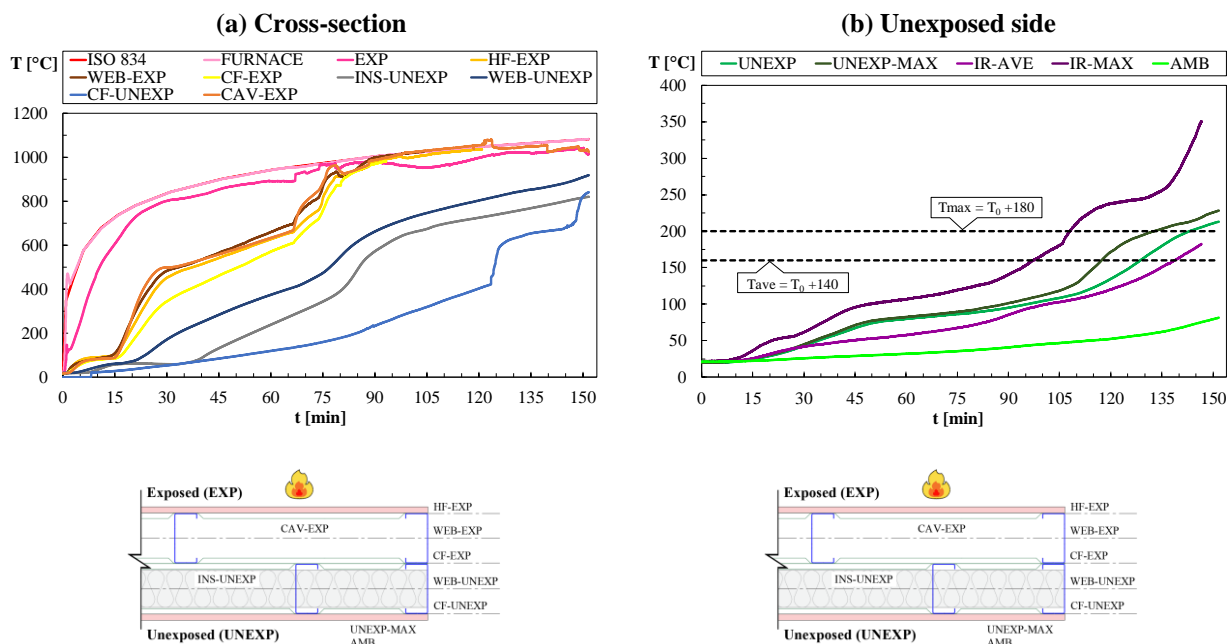 (a) Cross-section
T [°C]
ISO 834 FURNACE EXP HF-EXP
WEB-EXP CF-EXP INS-UNEXP WEB-UNEXP
CF-UNEXP CAV-EXP
1200
1000
800
600
400
200
0
0 15 30 45 60 75 90 105 120 135 150
t [min]
Exposed (EXP)
HF-EXP
CAV-EXP
WEB-EXP
CF-EXP
INS-UNEXP
WEB-UNEXP
CF-UNEXP
Unexposed (UNEXP)
UNEXP-MAX
AMB
(b) Unexposed side
T [°C]
UNEXP UNEXP-MAX IR-AVE IR-MAX AMB
400
350
300
250
200
150
100
50
0
Tmax = T0 +180
Tave = T0 +140
0 15 30 45 60 75 90 105 120 135 150
t [min]
Exposed (EXP)
HF-EXP
CAV-EXP
WEB-EXP
CF-EXP
INS-UNEXP
WEB-UNEXP
CF-UNEXP
Unexposed (UNEXP)
UNEXP-MAX
AMB